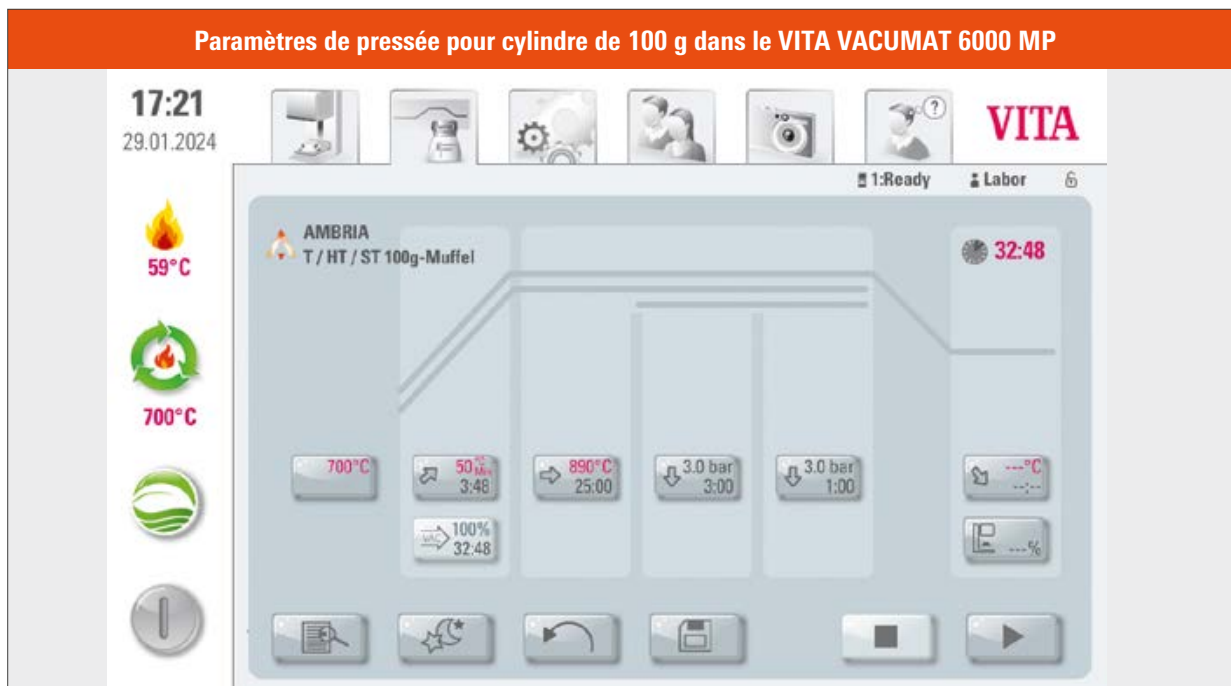 Paramètres de pressée pour cylindre de 100 g dans le VITA VACUMAT 6000 MP
17:21
29.01.2024
?
VITA
1:Ready
Labor
59°C
700°C
AMBRIA
T / HT / ST 100g-Muffel
32:48
700°C
50 °C/Min
3:48
890°C
25:00
3.0 bar
3:00
3.0 bar
1:00
---°C
--:--
VAC 100%
32:48
---%